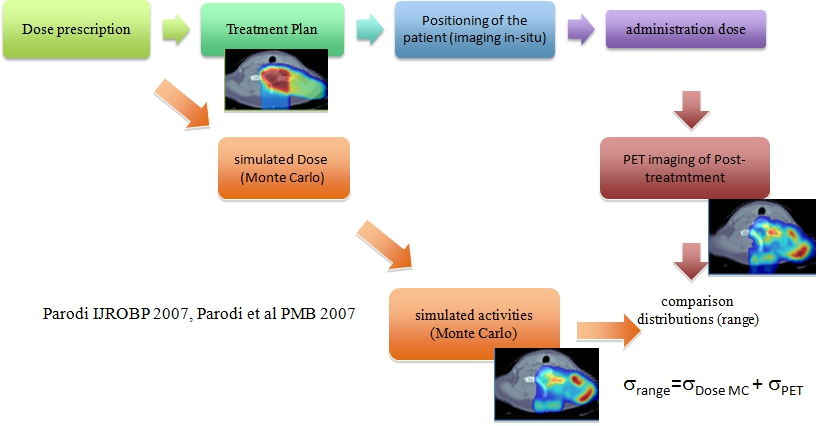 Dose prescription
Treatment Plan
Positioning of the
patient (imaging in-situ)
administration dose
simulated Dose
(Monte Carlo)
PET imaging of Post-
treatmtment
simulated activities
(Monte Carlo)
comparison
distributions (range)
Parodi IJROBP 2007, Parodi et al PMB 2007
σrange=σDose MC + σPET